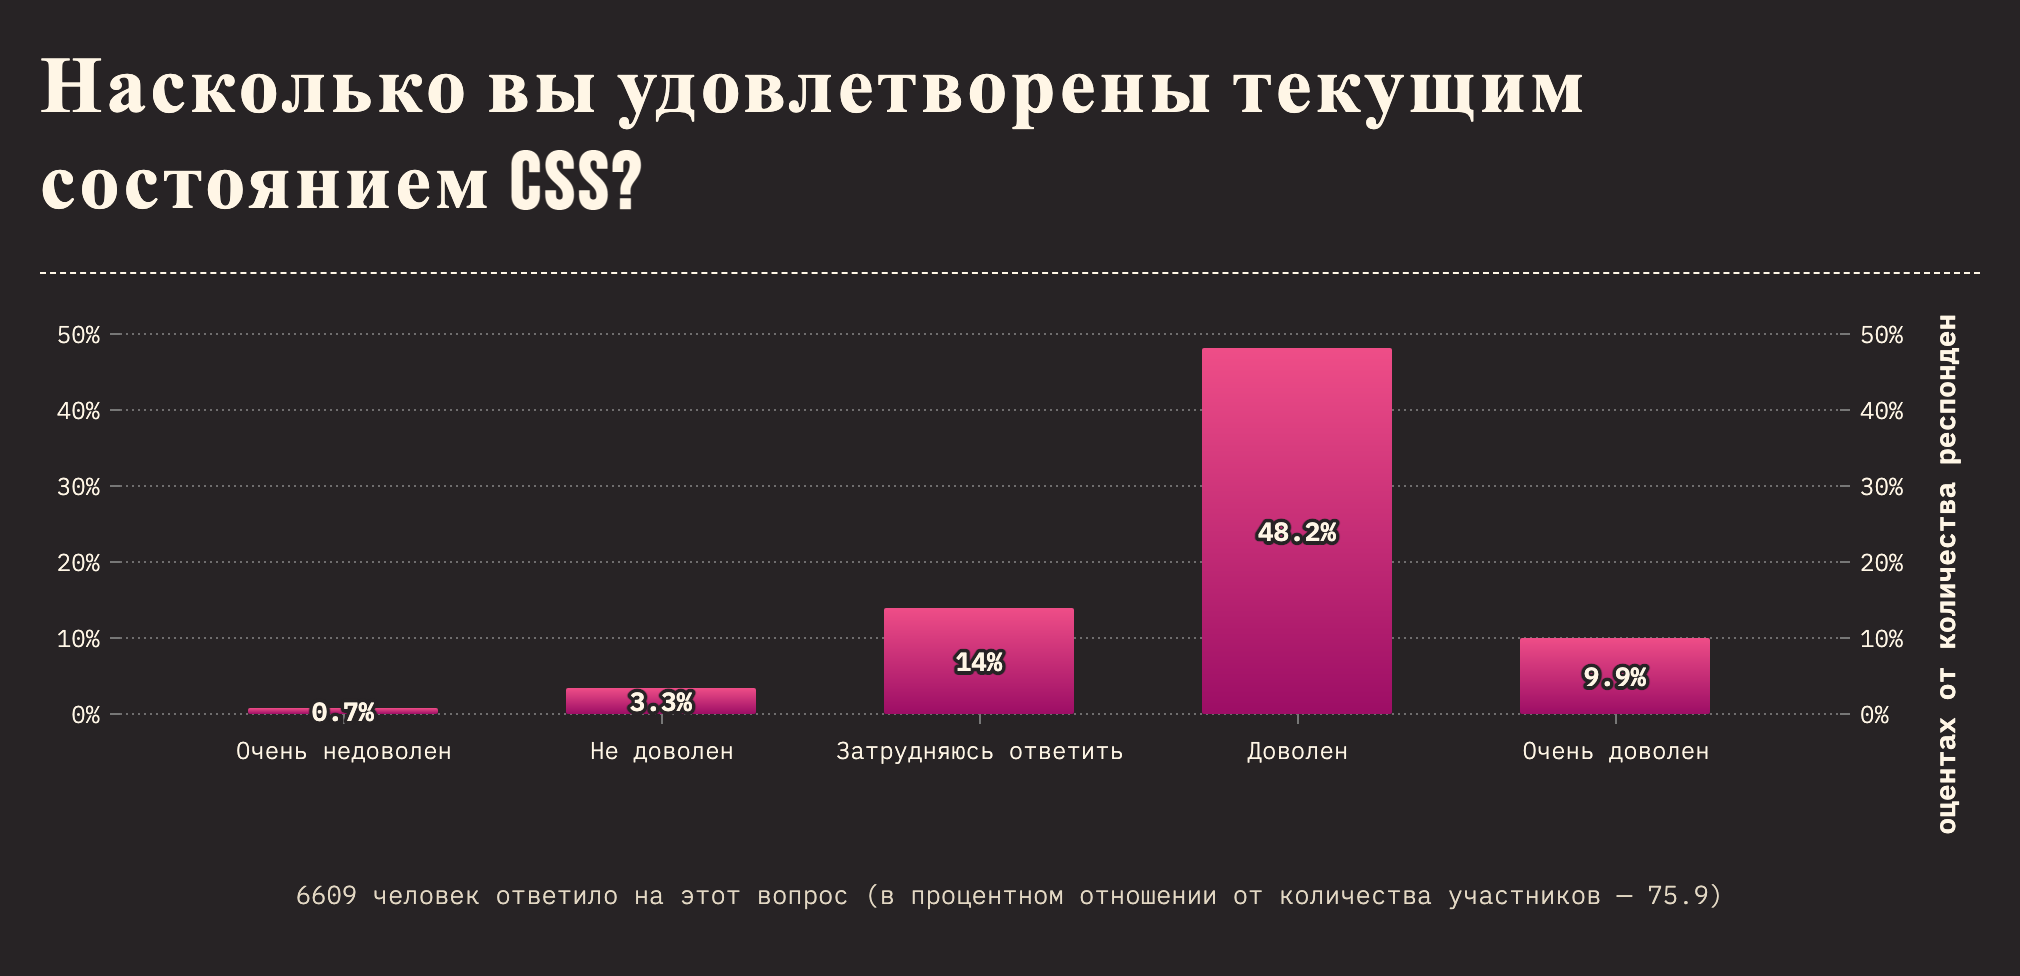 Насколько вы удовлетворены текущим
состоянием CSS?
50%
40%
30%
20%
10%
0%
50%
40%
30%
20%
10%
0%
0.7%
3.3%
14%
48.2%
9.9%
Очень недоволен
Не доволен
Затрудняюсь ответить
Доволен
Очень доволен
оцентах от количества респонден
6609 человек ответило на этот вопрос (в процентном отношении от количества участников — 75.9)